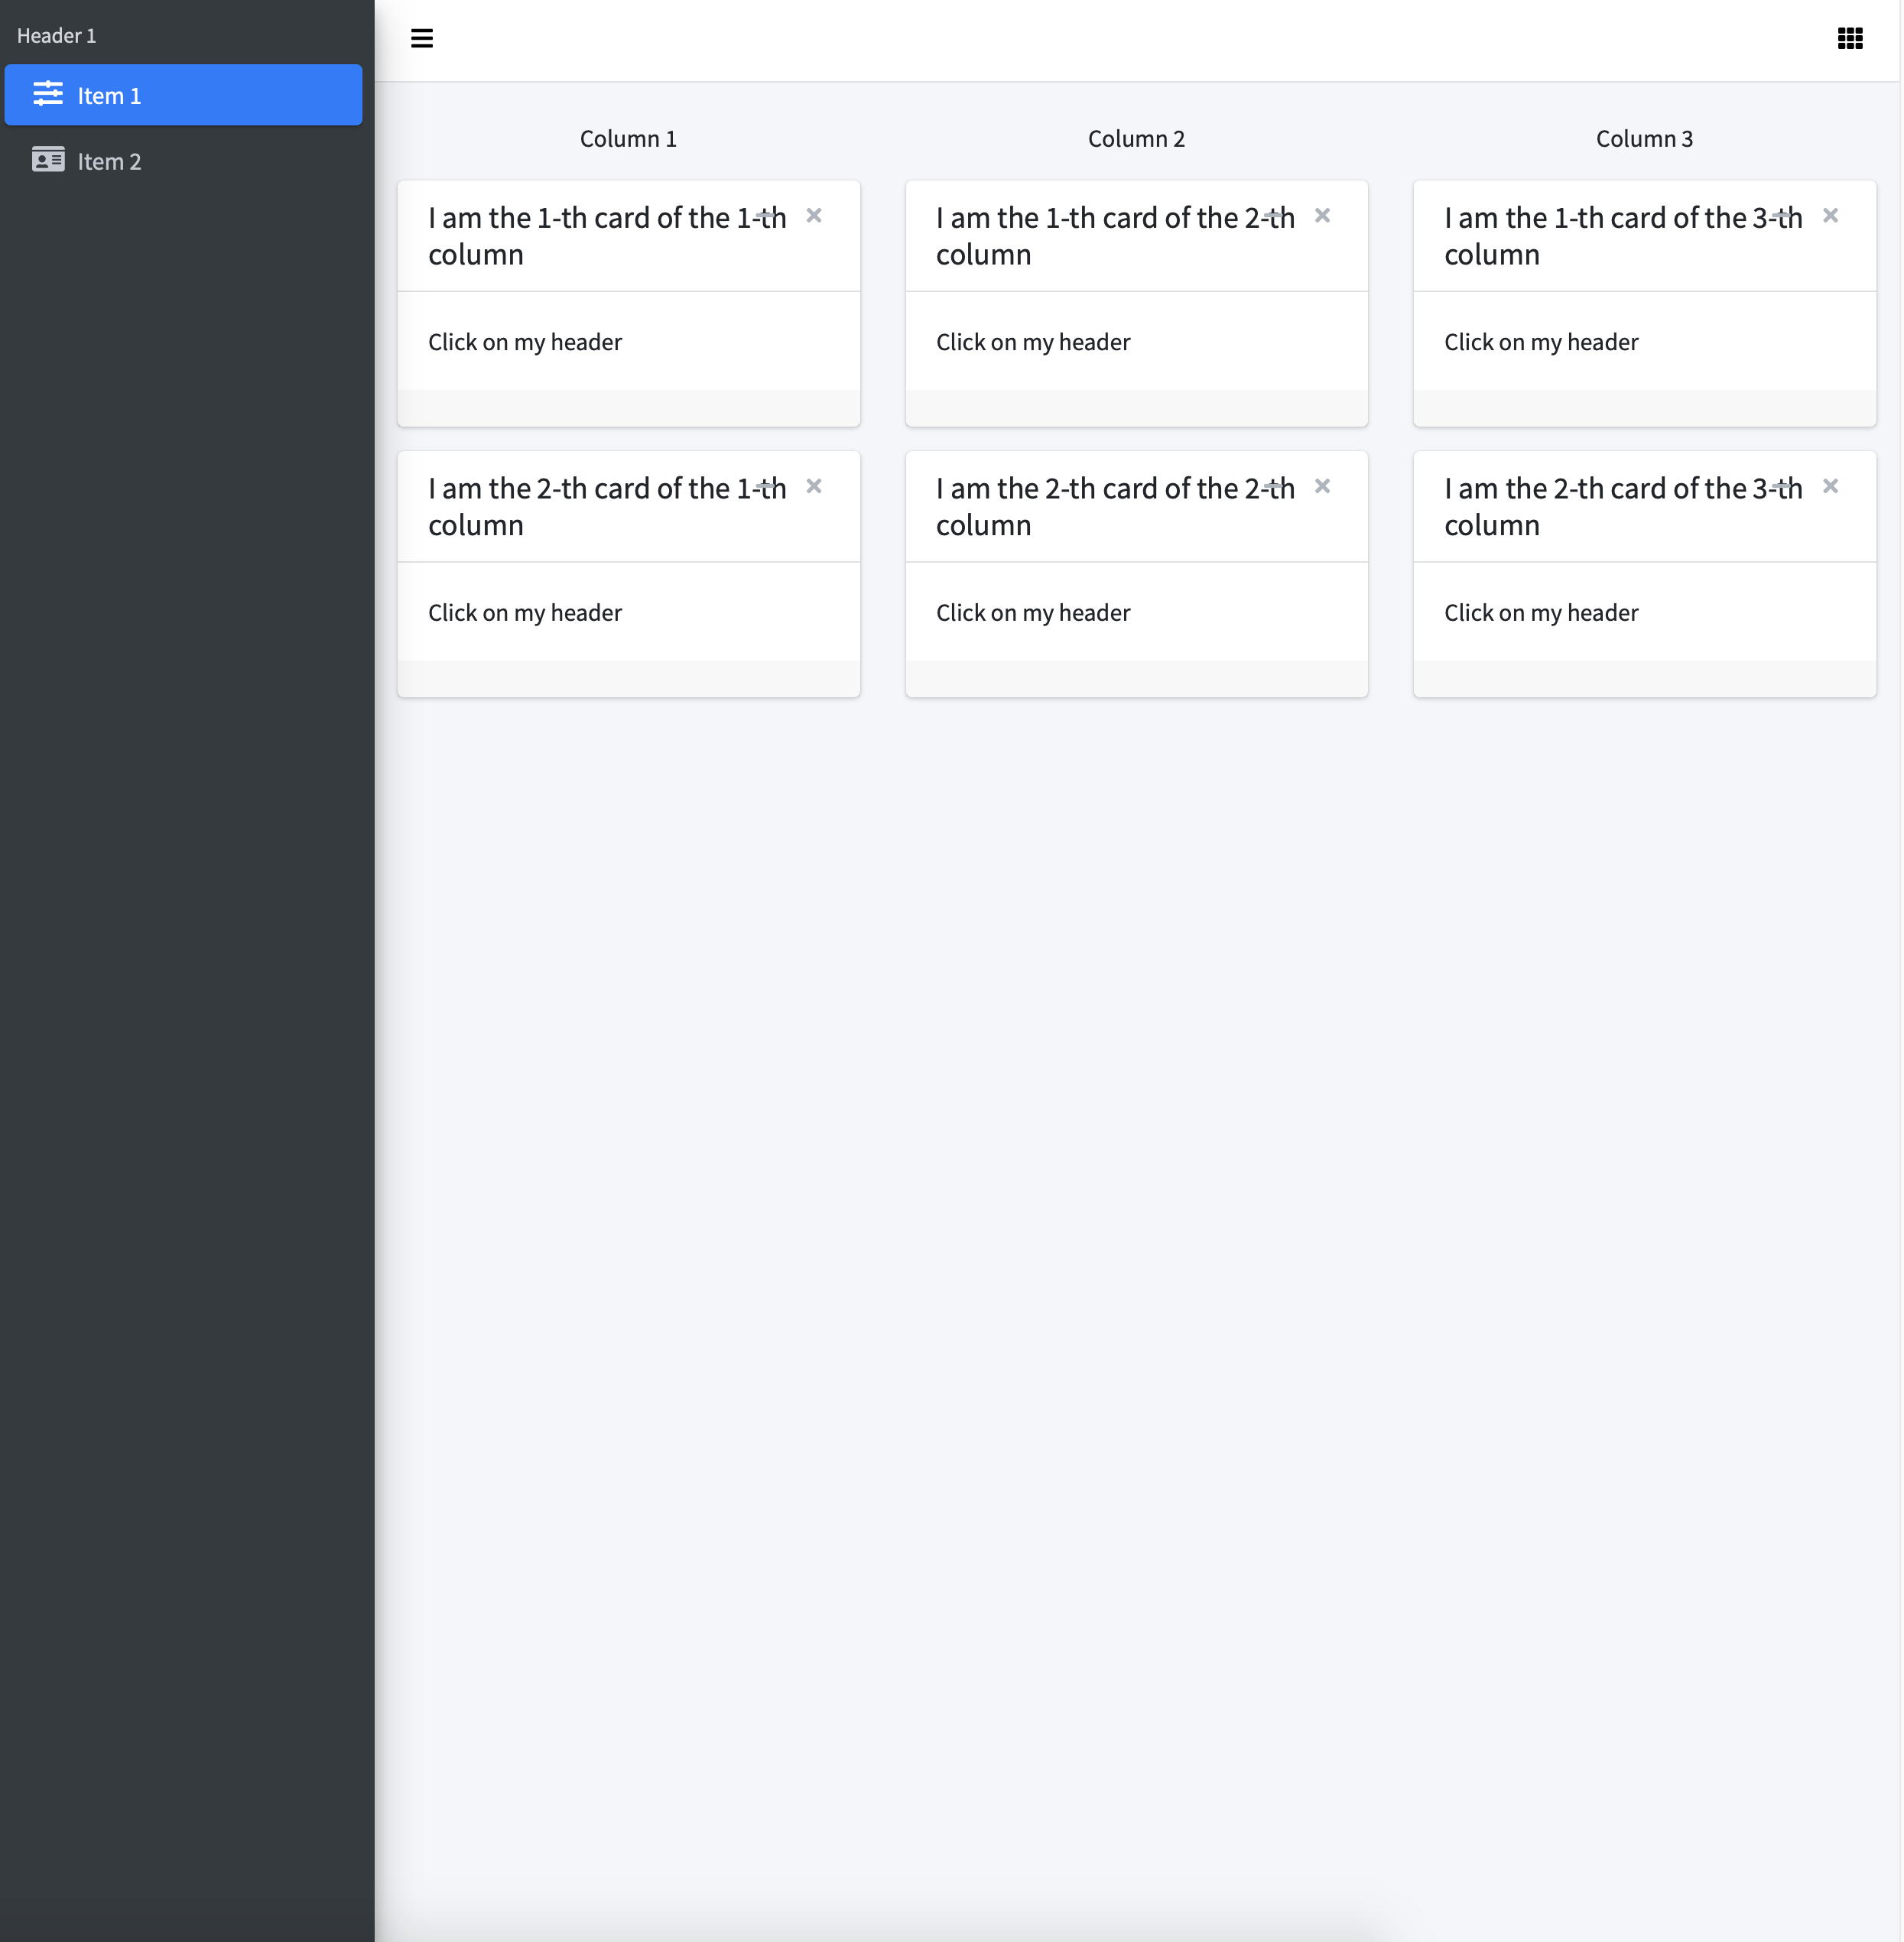 Header 1
Item 1
Item 2
Column 1
Column 2
Column 3
I am the 1-th card of the 1-th
column
Click on my header
I am the 1-th card of the 2-th
column
Click on my header
I am the 1-th card of the 3-th
column
Click on my header
I am the 2-th card of the 1-th
column
Click on my header
I am the 2-th card of the 2-th
column
Click on my header
I am the 2-th card of the 3-th
column
Click on my header